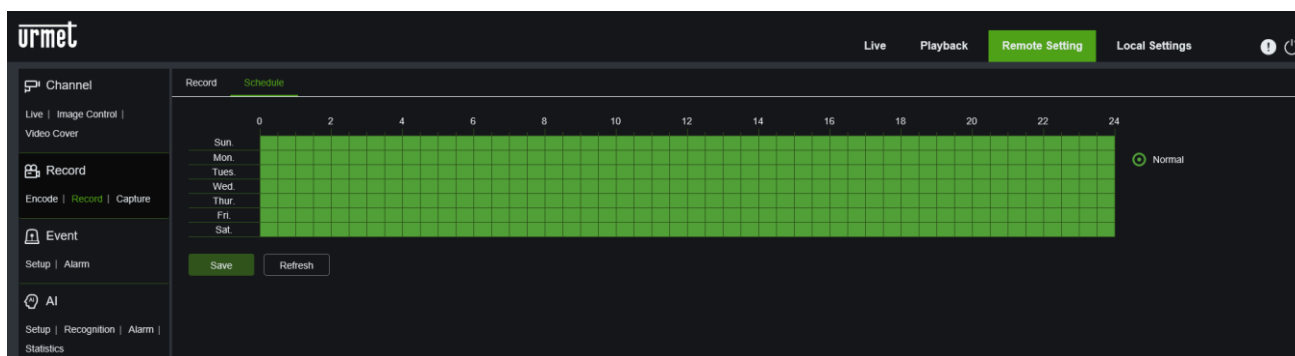 urmet
Live Playback Remote Setting Local Settings
Channel
Live | Image Control |
Video Cover
Record
Encode | Record | Capture
Event
Setup | Alarm
AI
Setup | Recognition | Alarm |
Statistics
Record Schedule
0 2 4 6 8 10 12 14 16 18 20 22 24
Sun.
Mon.
Tues.
Wed.
Thur.
Fri.
Sat.
Normal
Save Refresh